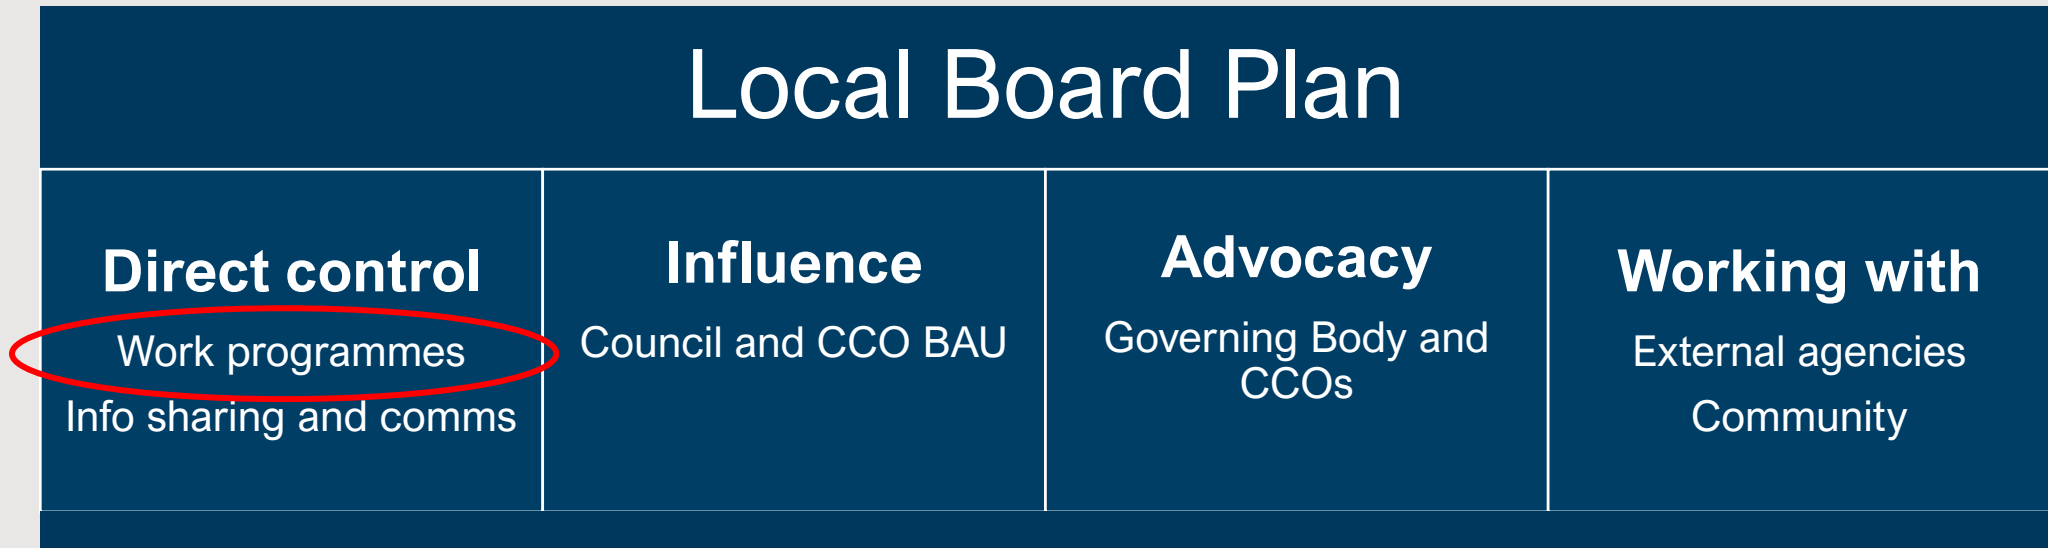 Local Board Plan
Direct control
Work programmes
Info sharing and comms
Influence
Council and CCO BAU
Advocacy
Governing Body and
CCOs
Working with
External agencies
Community